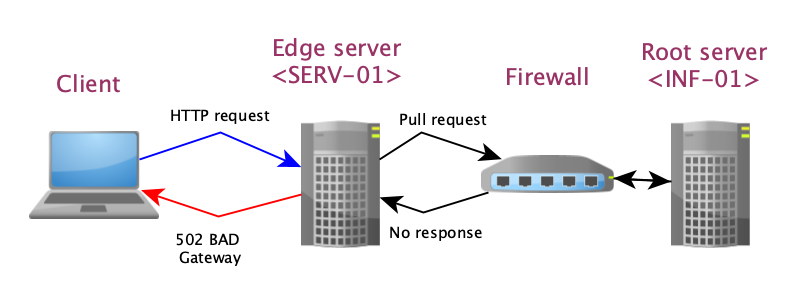 Client
Edge server
<SERV-01>
Firewall
Root server
<INF-01>
HTTP request
Pull request
502 BAD
Gateway
No response